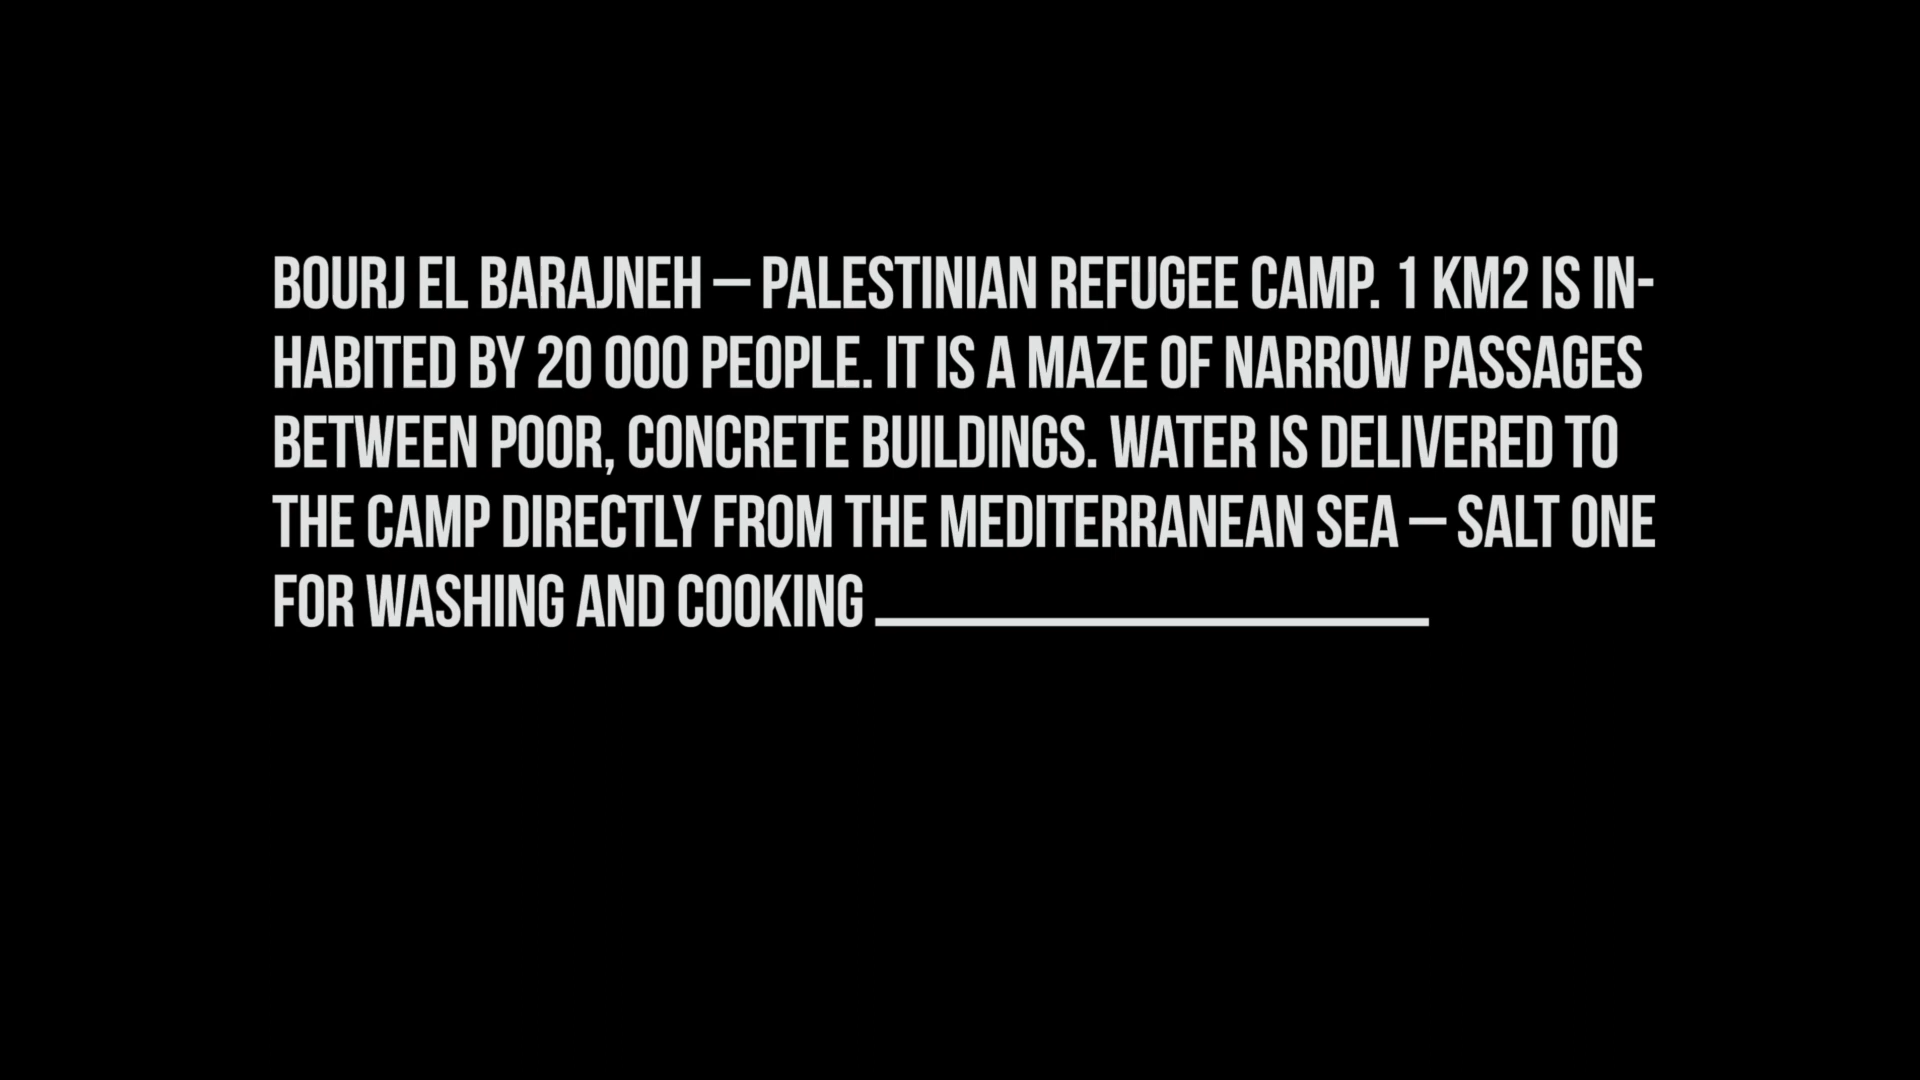 BOURJ EL BARAJNEH – PALESTINIAN REFUGEE CAMP. 1 KM2 IS IN-
HABITED BY 20 000 PEOPLE. IT IS A MAZE OF NARROW PASSAGES
BETWEEN POOR, CONCRETE BUILDINGS. WATER IS DELIVERED TO
THE CAMP DIRECTLY FROM THE MEDITERRANEAN SEA – SALT ONE
FOR WASHING AND COOKING